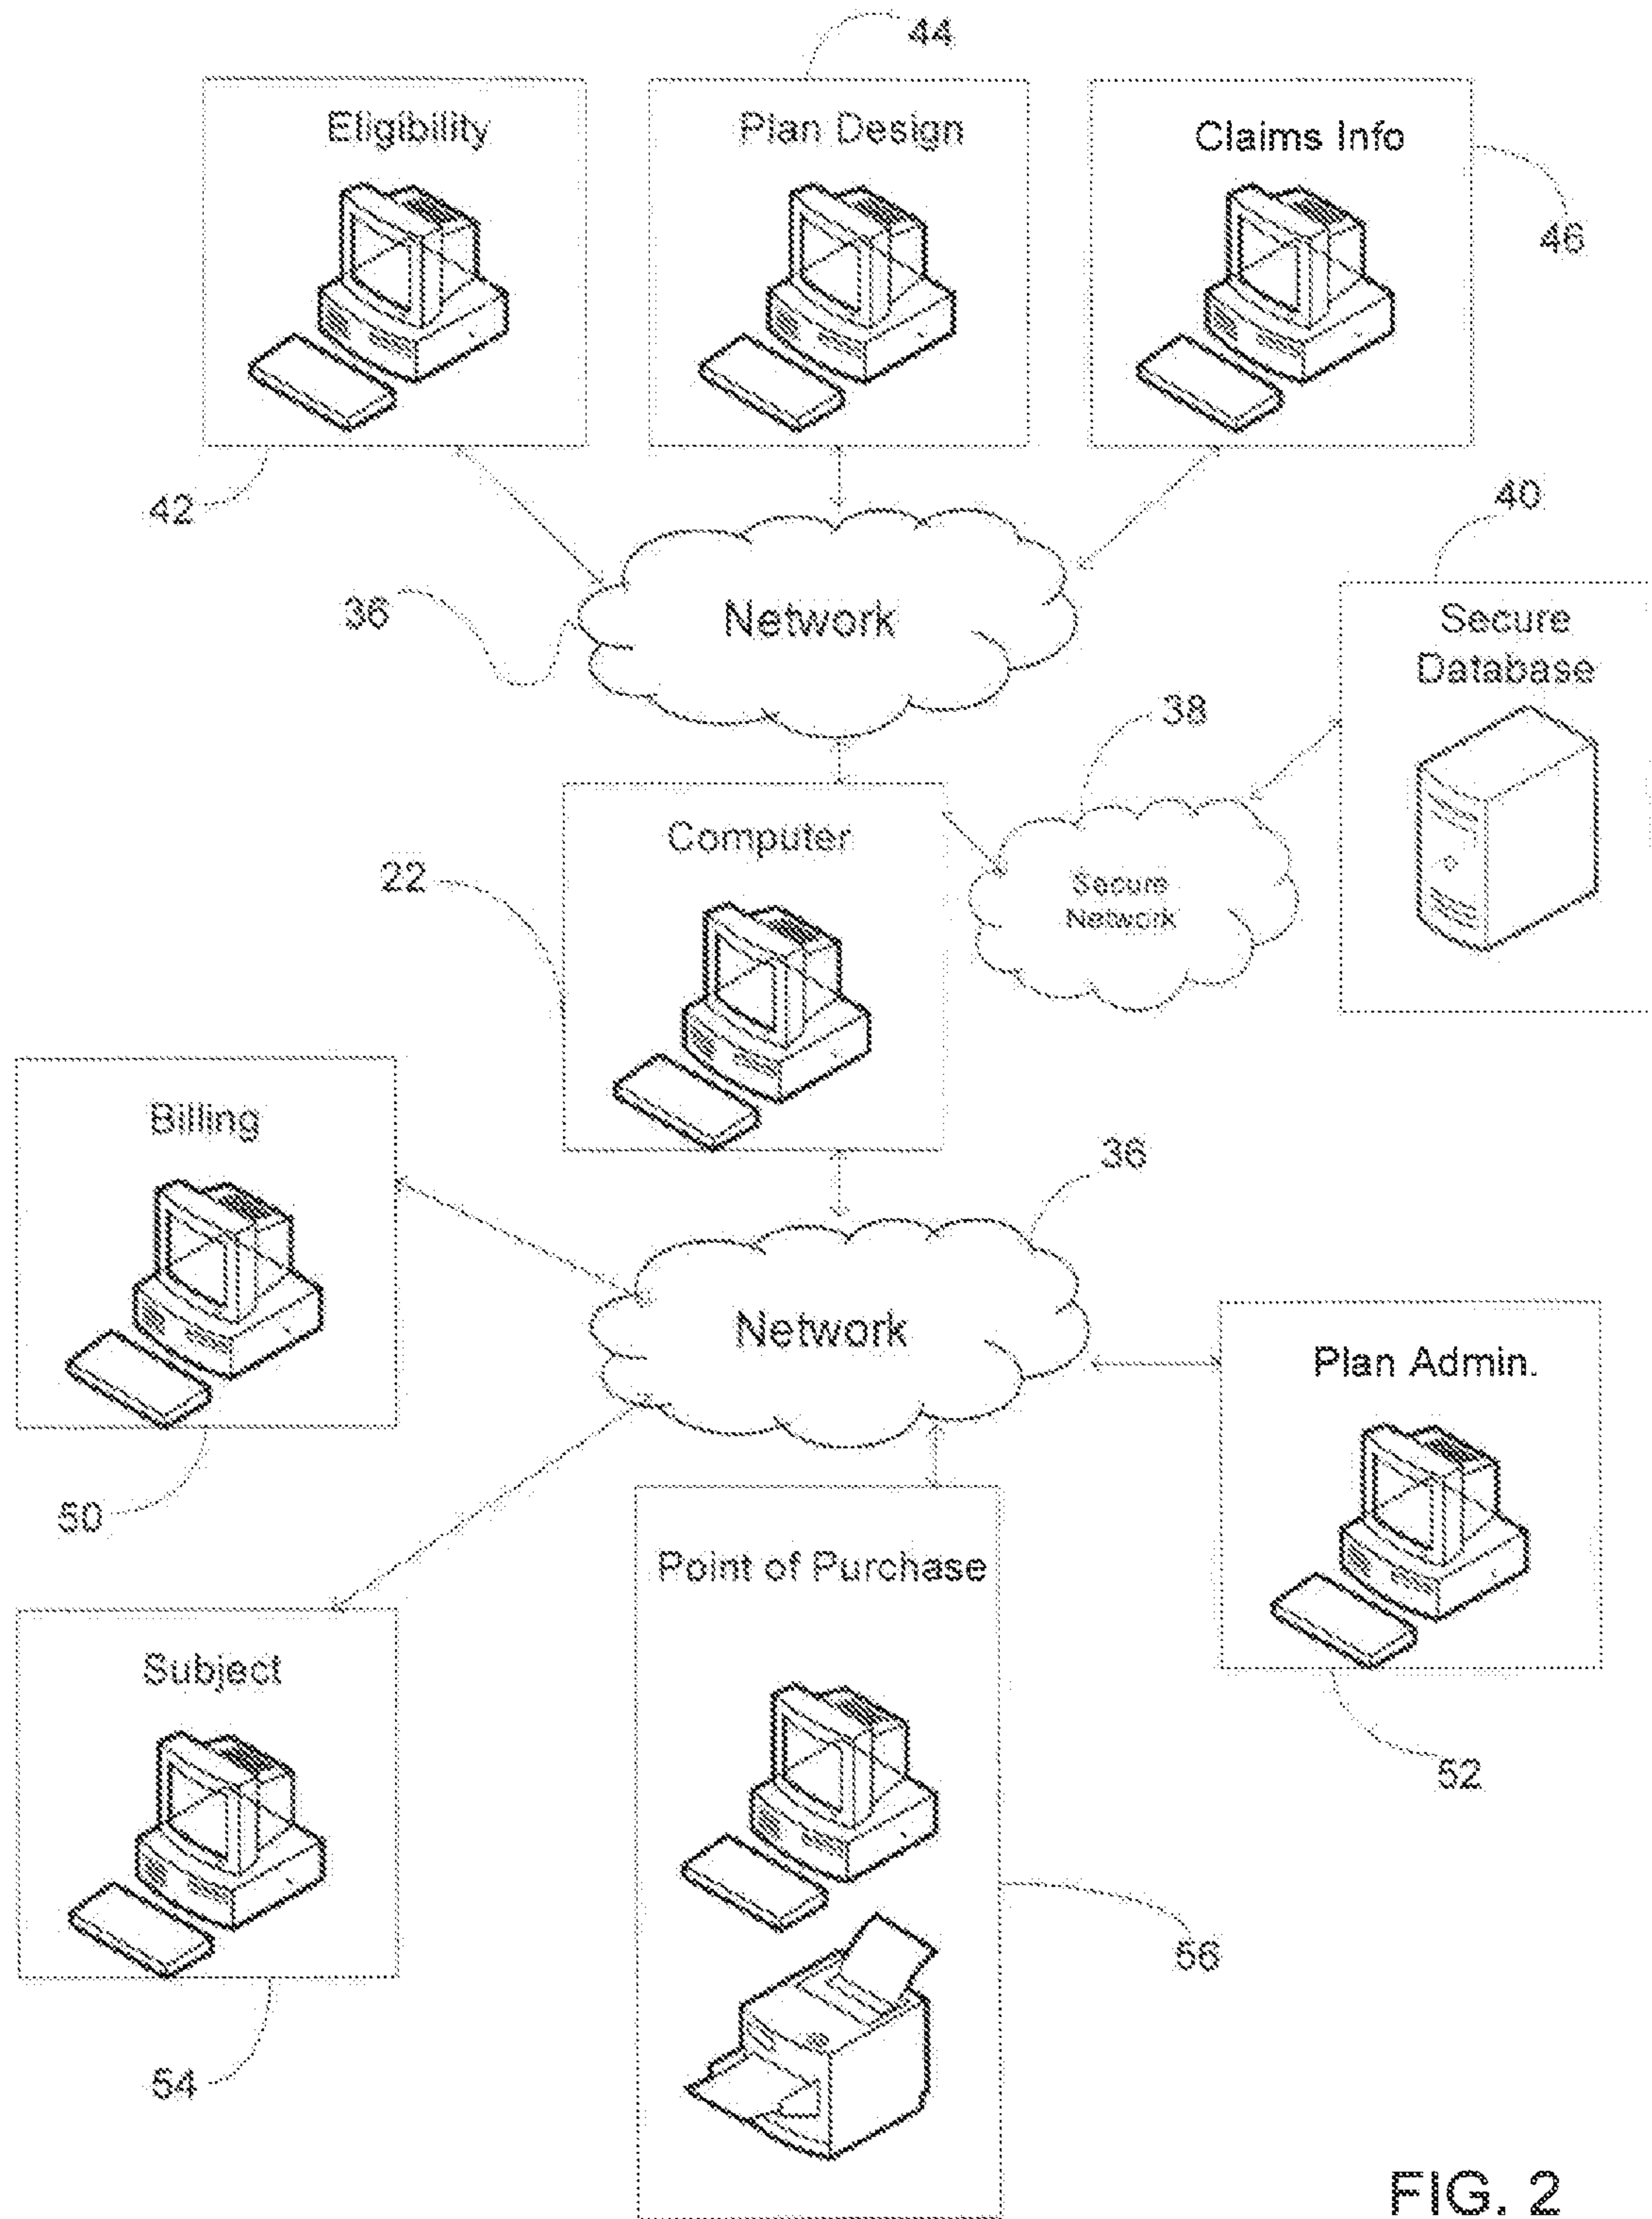 44
Eligibility
Plan Design
Claims Info
46
42
40
36
Network
Secure
Database
38
Computer
22
Secure
Network
Billing
36
Network
Plan Admin.
50
Point of Purchase
Subject
52
56
54
FIG. 2